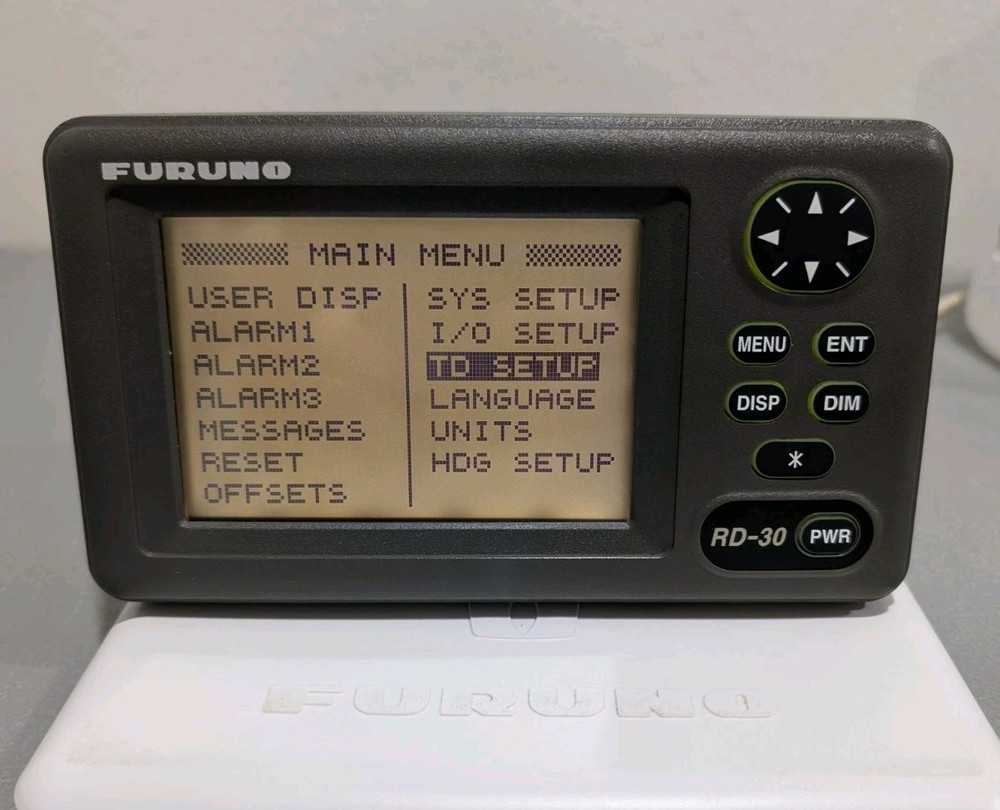 FURUNO
MAIN MENU
USER DISP
ALARM1
ALARM2
ALARM3
MESSAGES
RESET
OFFSETS
SYS SETUP
I/O SETUP
TD SETUP
LANGUAGE
UNITS
HDG SETUP
MENU
ENT
DISP
DIM
RD-30
PWR
FURUNO